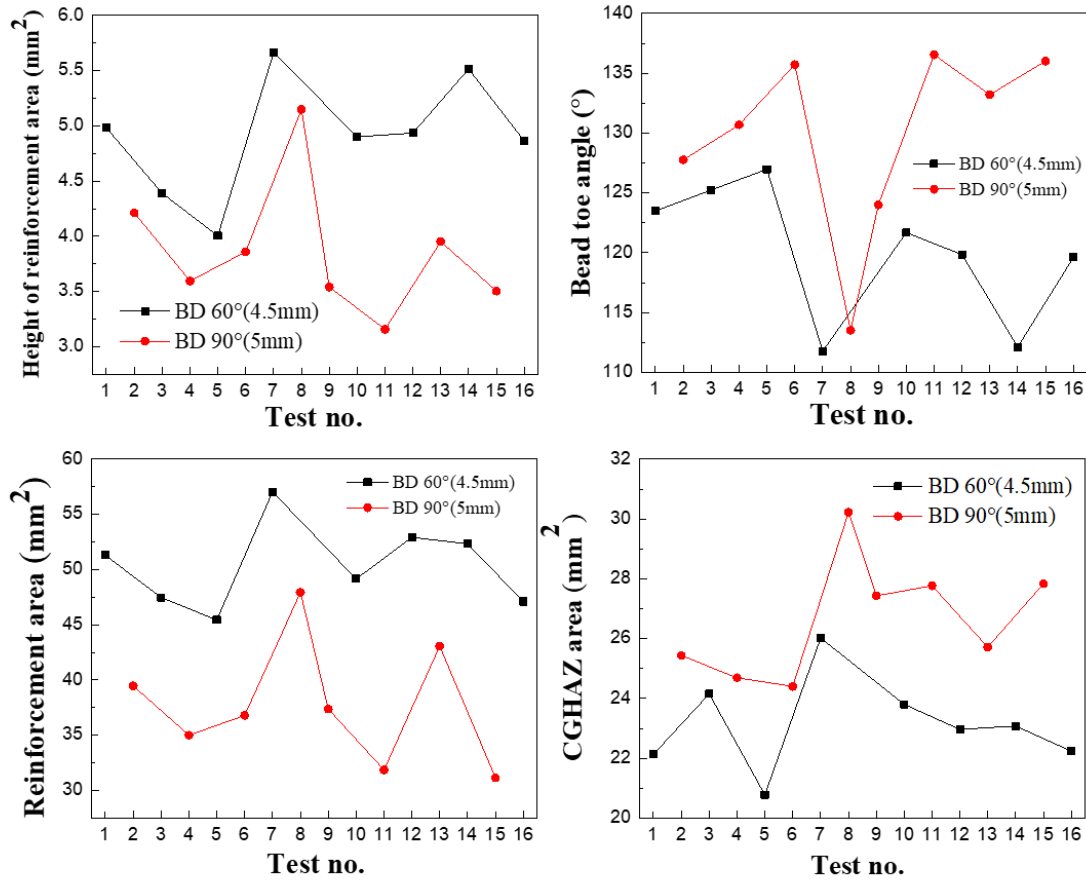 Height of reinforcement area (mm²)
6.0
5.5
5.0
4.5
4.0
3.5
3.0
BD 60°(4.5mm)
BD 90°(5mm)
1 2 3 4 5 6 7 8 9 10 11 12 13 14 15 16
Test no.
Bead toe angle (°)
140
135
130
125
120
115
110
BD 60°(4.5mm)
BD 90°(5mm)
1 2 3 4 5 6 7 8 9 10 11 12 13 14 15 16
Test no.
Reinforcement area (mm²)
60
55
50
45
40
35
30
BD 60°(4.5mm)
BD 90°(5mm)
1 2 3 4 5 6 7 8 9 10 11 12 13 14 15 16
Test no.
CGHAZ area (mm²)
32
30
28
26
24
22
20
BD 60°(4.5mm)
BD 90°(5mm)
1 2 3 4 5 6 7 8 9 10 11 12 13 14 15 16
Test no.